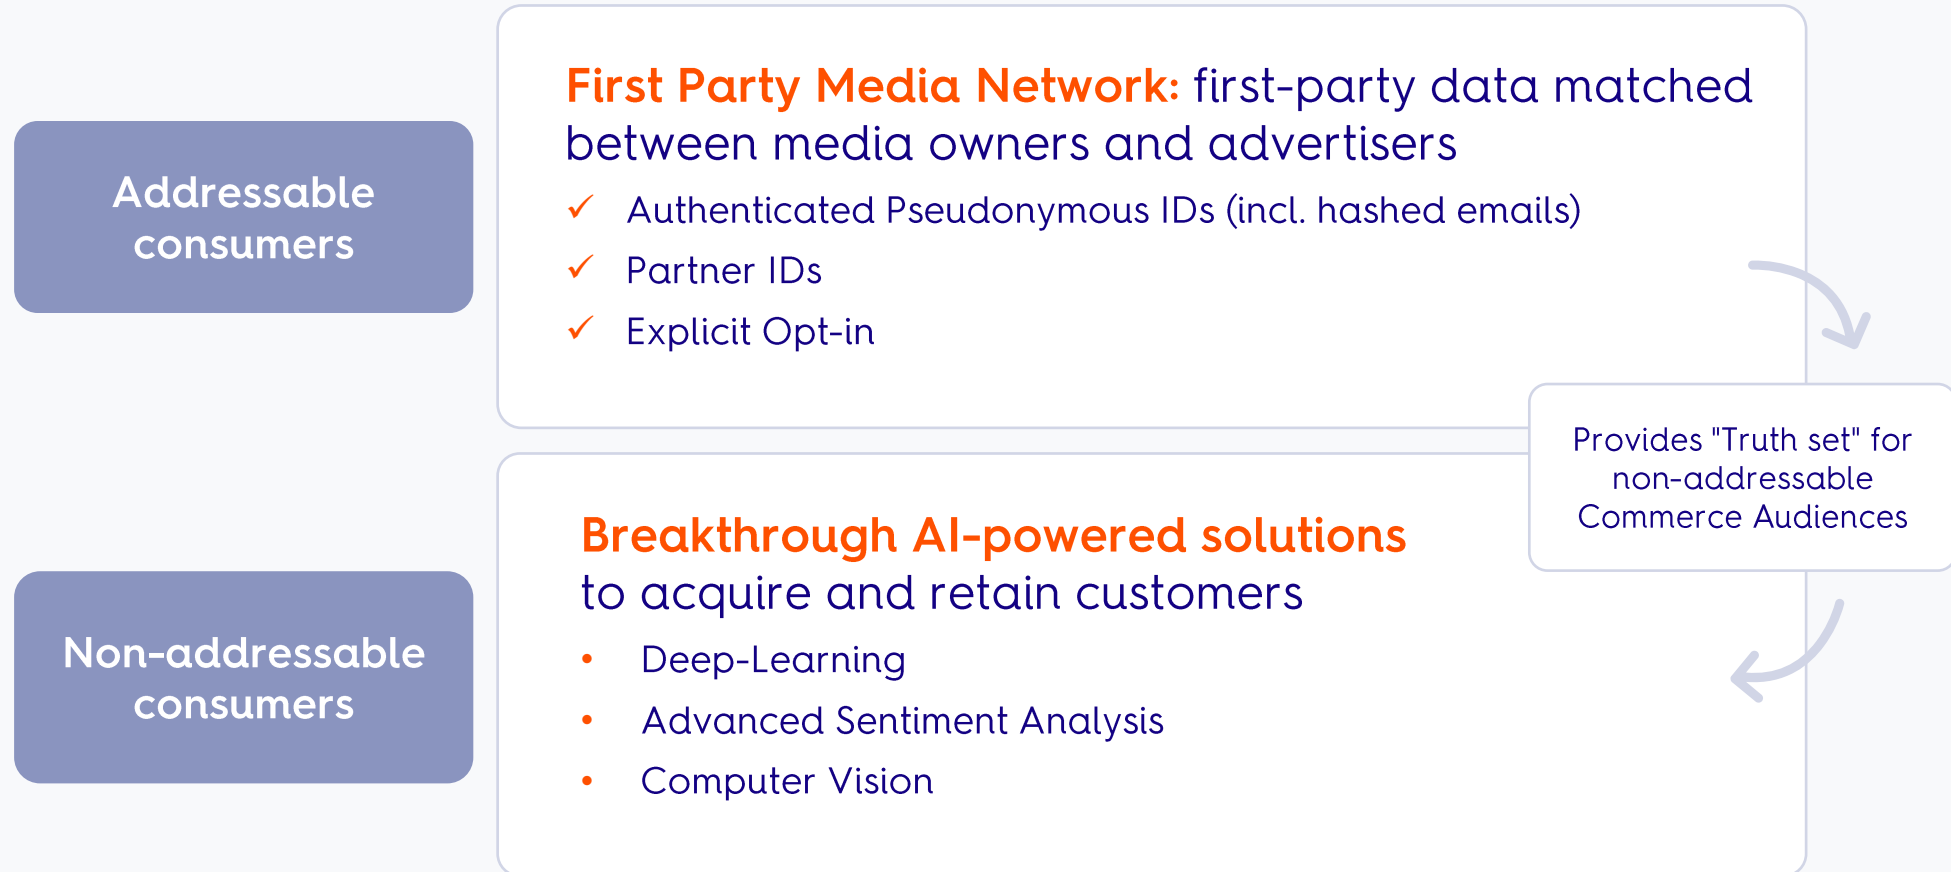 Addressable
consumers
First Party Media Network: first-party data matched
between media owners and advertisers
✓ Authenticated Pseudonymous IDs (incl. hashed emails)
✓ Partner IDs
✓ Explicit Opt-in
Provides "Truth set" for
non-addressable
Commerce Audiences
Non-addressable
consumers
Breakthrough AI-powered solutions
to acquire and retain customers
• Deep-Learning
• Advanced Sentiment Analysis
• Computer Vision